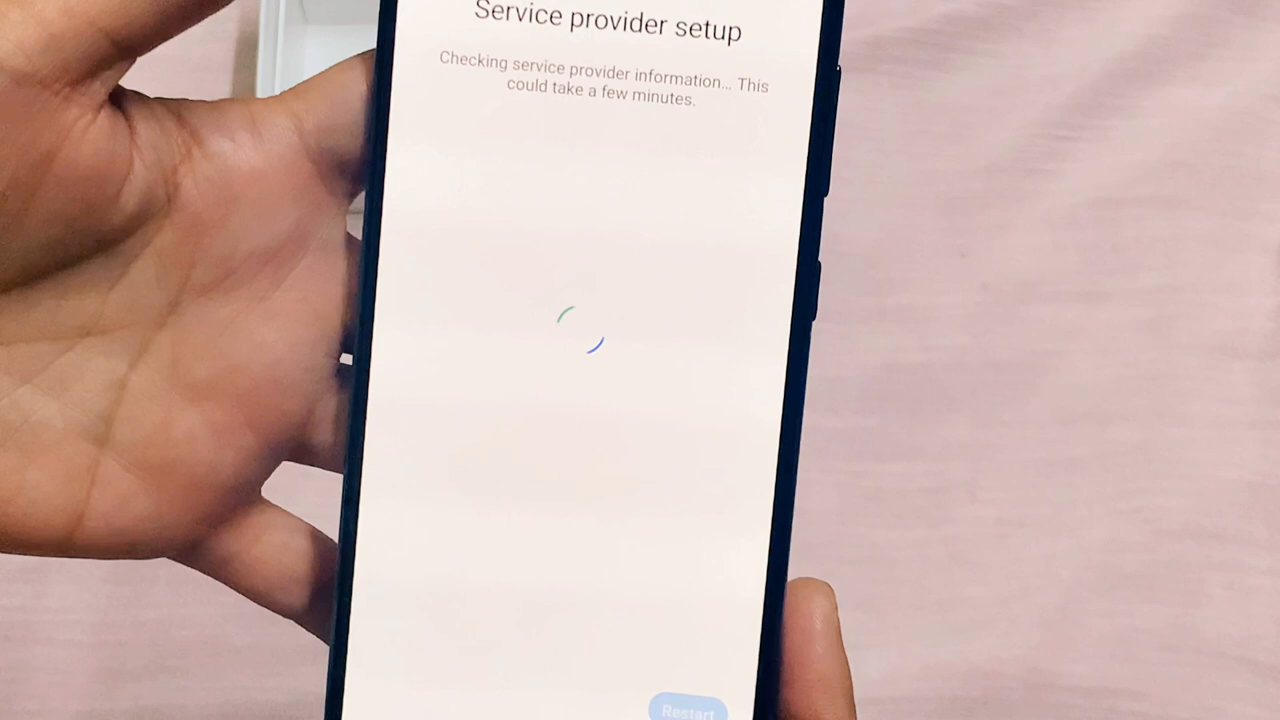 Service provider setup
Checking service provider information... This
could take a few minutes.
Restart